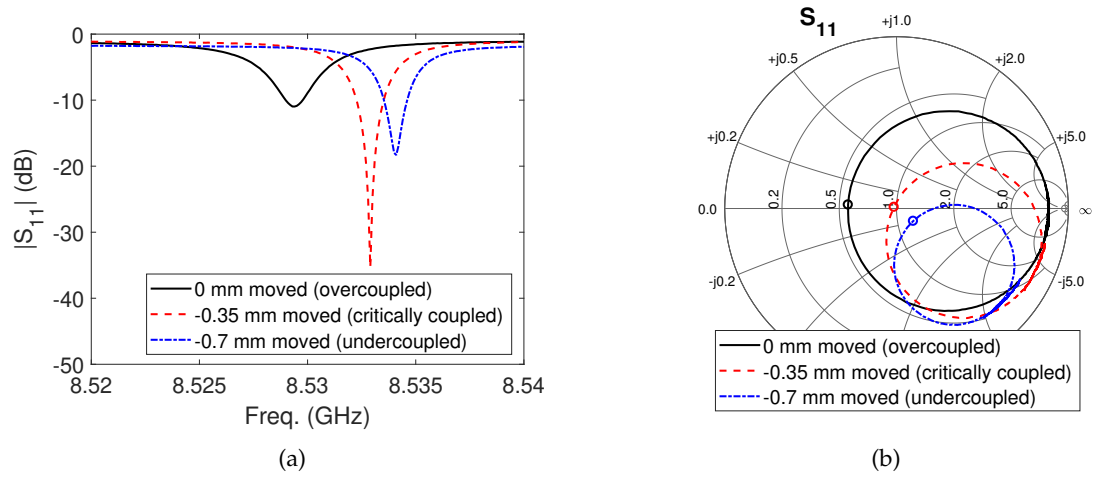 0
-10
-20
-30
-40
-50
|S11| (dB)
8.52
8.525
8.53
8.535
8.54
Freq. (GHz)
0 mm moved (overcoupled)
-0.35 mm moved (critically coupled)
-0.7 mm moved (undercoupled)
(a)
S11
+j1.0
+j0.5
+j2.0
+j0.2
+j5.0
0.0
0.2
0.5
1.0
2.0
5.0
∞
-j0.2
-j5.0
0 mm moved (overcoupled)
-0.35 mm moved (critically coupled)
-0.7 mm moved (undercoupled)
(b)